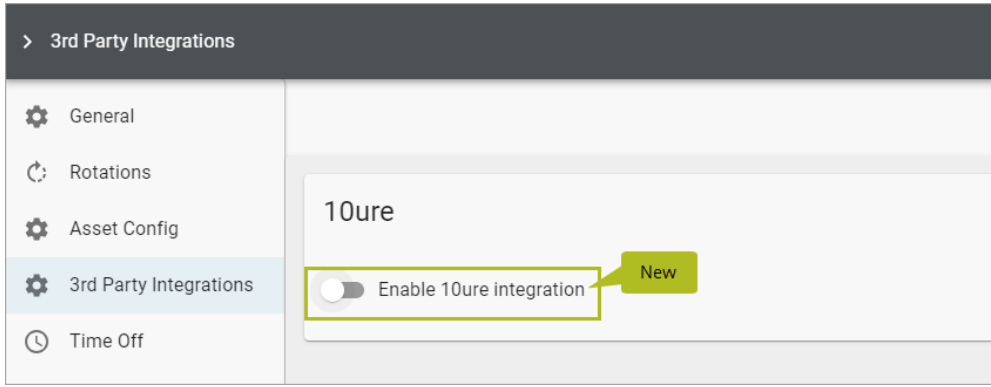 3rd Party Integrations
General
Rotations
Asset Config
3rd Party Integrations
Time Off
10ure
Enable 10ure integration
New